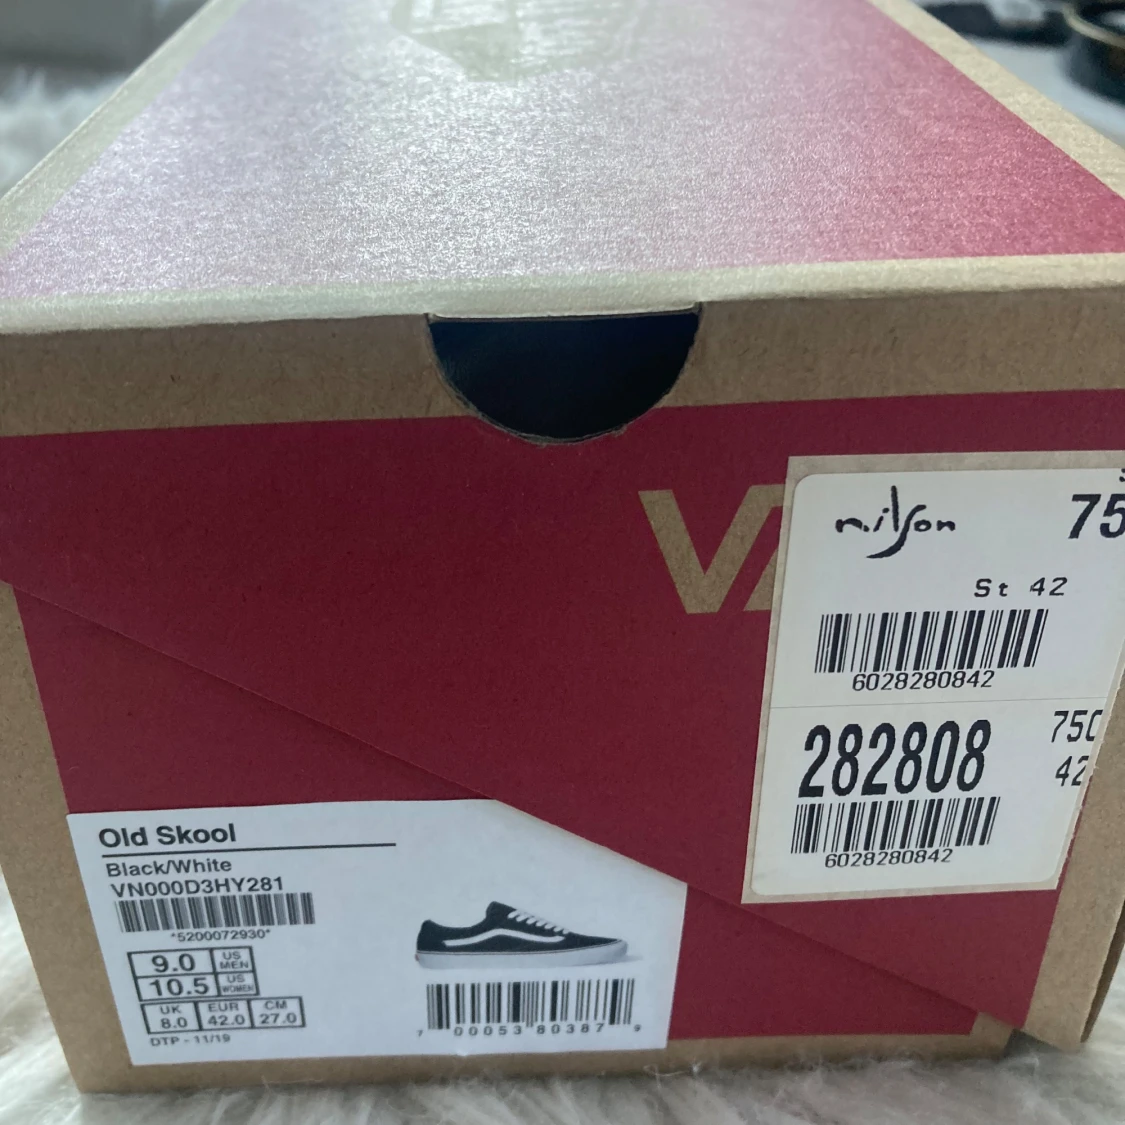 VA
nilson
75
St 42
6028280842
282808
750
42
6028280842
Old Skool
Black/White
VN000D3HY281
*5200072930*
9.0 US MEN
10.5 US WOMEN
UK EUR CM
8.0 42.0 27.0
DTP - 11/19
7 00053 80387 9